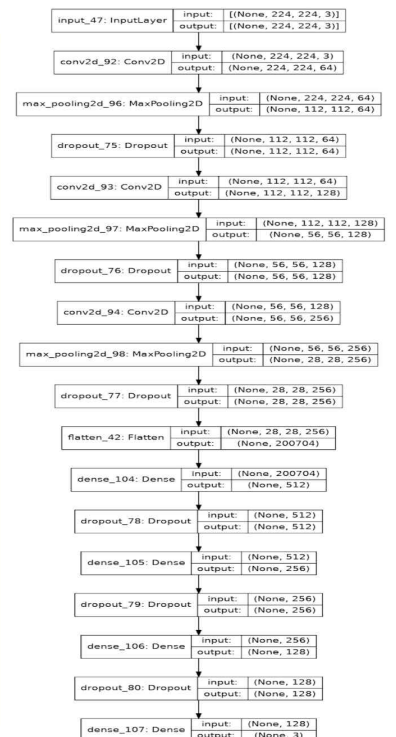 input_47: InputLayer input: [(None, 224, 224, 3)]
output: [(None, 224, 224, 3)]
conv2d_92: Conv2D input: (None, 224, 224, 3)
output: (None, 224, 224, 64)
max_pooling2d_96: MaxPooling2D input: (None, 224, 224, 64)
output: (None, 112, 112, 64)
dropout_75: Dropout input: (None, 112, 112, 64)
output: (None, 112, 112, 64)
conv2d_93: Conv2D input: (None, 112, 112, 64)
output: (None, 112, 112, 128)
max_pooling2d_97: MaxPooling2D input: (None, 112, 112, 128)
output: (None, 56, 56, 128)
dropout_76: Dropout input: (None, 56, 56, 128)
output: (None, 56, 56, 128)
conv2d_94: Conv2D input: (None, 56, 56, 128)
output: (None, 56, 56, 256)
max_pooling2d_98: MaxPooling2D input: (None, 56, 56, 256)
output: (None, 28, 28, 256)
dropout_77: Dropout input: (None, 28, 28, 256)
output: (None, 28, 28, 256)
flatten_42: Flatten input: (None, 28, 28, 256)
output: (None, 200704)
dense_104: Dense input: (None, 200704)
output: (None, 512)
dropout_78: Dropout input: (None, 512)
output: (None, 512)
dense_105: Dense input: (None, 512)
output: (None, 256)
dropout_79: Dropout input: (None, 256)
output: (None, 256)
dense_106: Dense input: (None, 256)
output: (None, 128)
dropout_80: Dropout input: (None, 128)
output: (None, 128)
dense_107: Dense input: (None, 128)
output: (None, 3)